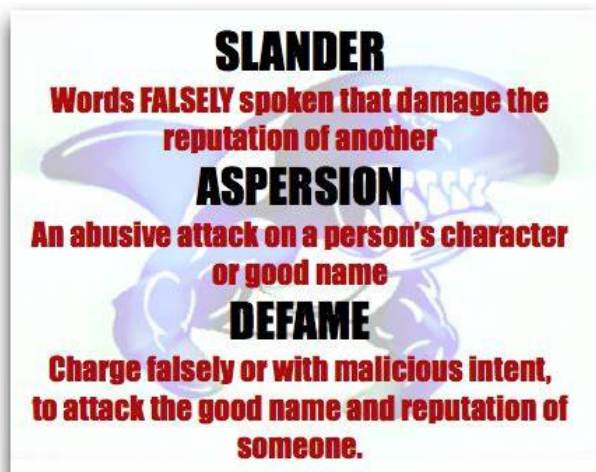 SLANDER
Words FALSELY spoken that damage the
reputation of another
ASPERSION
An abusive attack on a person's character
or good name
DEFAME
Charge falsely or with malicious intent,
to attack the good name and reputation of
someone.